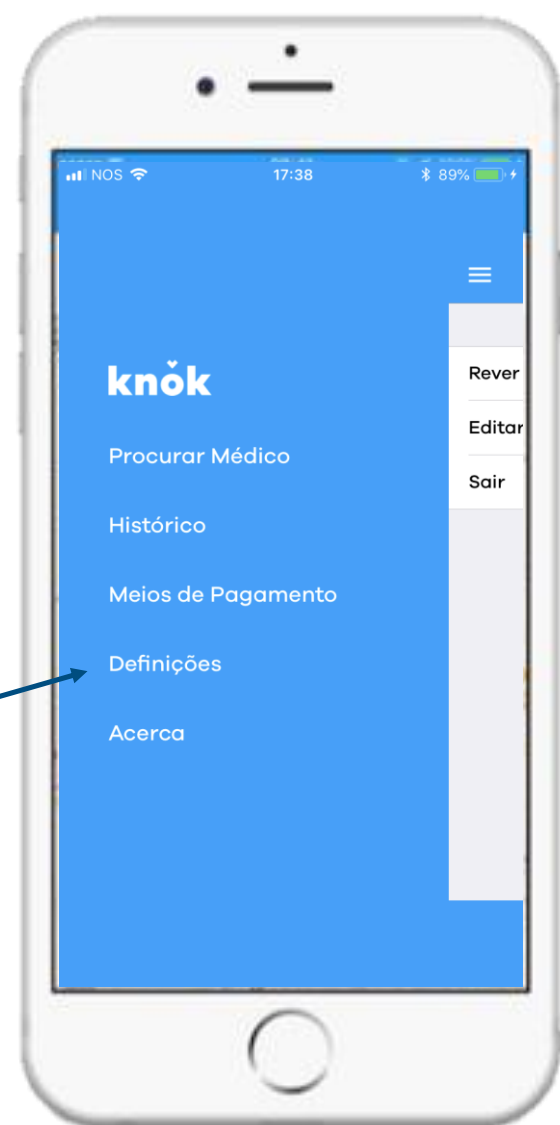 NOS 17:38 89%
knok
Procurar Médico
Histórico
Meios de Pagamento
Definições
Acerca
Rever
Editar
Sair